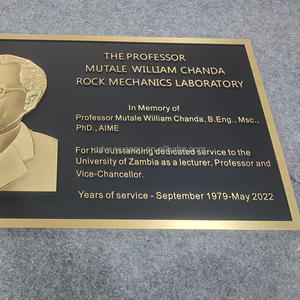 THE PROFESSOR
MUTALE WILLIAM CHANDA
ROCK MECHANICS LABORATORY
In Memory of
Professor Mutale William Chanda, B.Eng., Msc.,
PhD., AIME
For his outstanding dedicated service to the
University of Zambia as a lecturer, Professor and
Vice-Chancellor.
Years of service - September 1979-May 2022